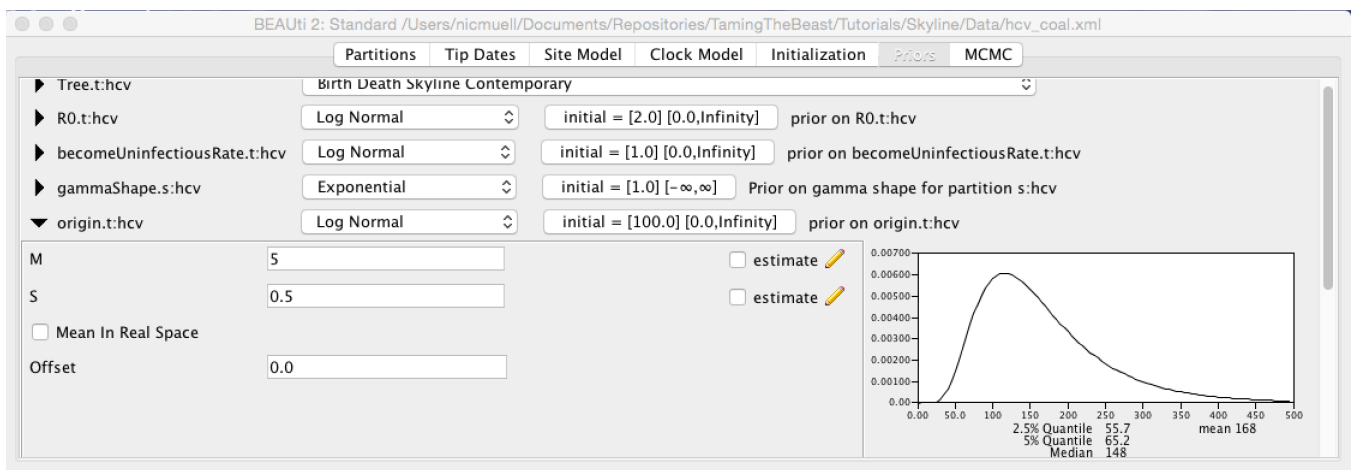 BEAUti 2: Standard /Users/nicmuell/Documents/Repositories/TamingTheBeast/Tutorials/Skyline/Data/hcv_coal.xml
Partitions Tip Dates Site Model Clock Model Initialization Priors MCMC
Tree.t:hcv Birth Death Skyline Contemporary
R0.t:hcv Log Normal initial = [2.0] [0.0,Infinity] prior on R0.t:hcv
becomeUninfectiousRate.t:hcv Log Normal initial = [1.0] [0.0,Infinity] prior on becomeUninfectiousRate.t:hcv
gammaShape.s:hcv Exponential initial = [1.0] [-∞,∞] Prior on gamma shape for partition s:hcv
origin.t:hcv Log Normal initial = [100.0] [0.0,Infinity] prior on origin.t:hcv
M 5 estimate
S 0.5 estimate
Mean In Real Space
Offset 0.0
0.00700
0.00600
0.00500
0.00400
0.00300
0.00200
0.00100
0.00
0.00 50.0 100 150 200 250 300 350 400 450 500
2.5% Quantile 55.7 mean 168
5% Quantile 65.2
Median 148